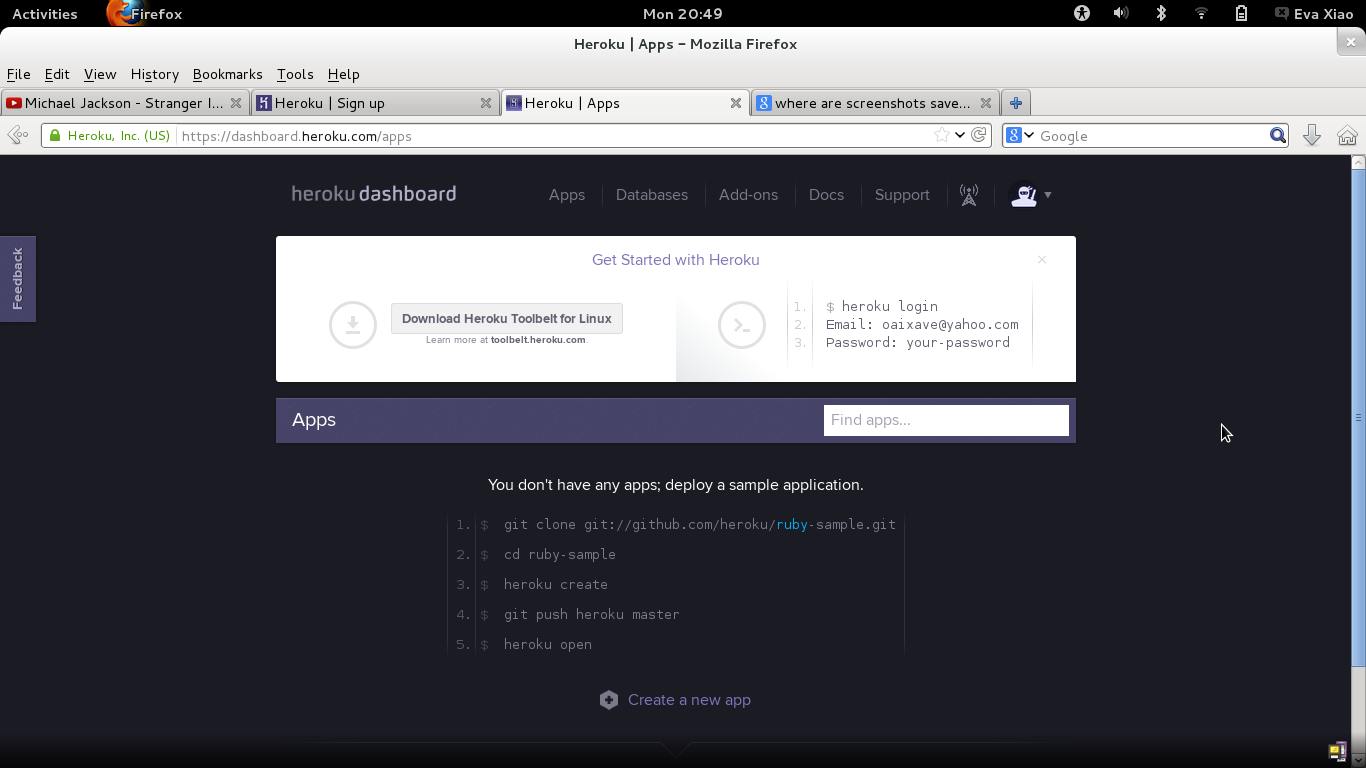 Activities Firefox Mon 20:49 Eva Xiao
Heroku | Apps - Mozilla Firefox
File Edit View History Bookmarks Tools Help
Michael Jackson - Stranger I... Heroku | Sign up Heroku | Apps where are screenshots save...
Heroku, Inc. (US) https://dashboard.heroku.com/apps Google
heroku dashboard Apps Databases Add-ons Docs Support
Feedback
Get Started with Heroku ×
Download Heroku Toolbelt for Linux
Learn more at toolbelt.heroku.com.
1. $ heroku login
2. Email: oaixave@yahoo.com
3. Password: your-password
Apps Find apps...
You don't have any apps; deploy a sample application.
1. $ git clone git://github.com/heroku/ruby-sample.git
2. $ cd ruby-sample
3. $ heroku create
4. $ git push heroku master
5. $ heroku open
Create a new app